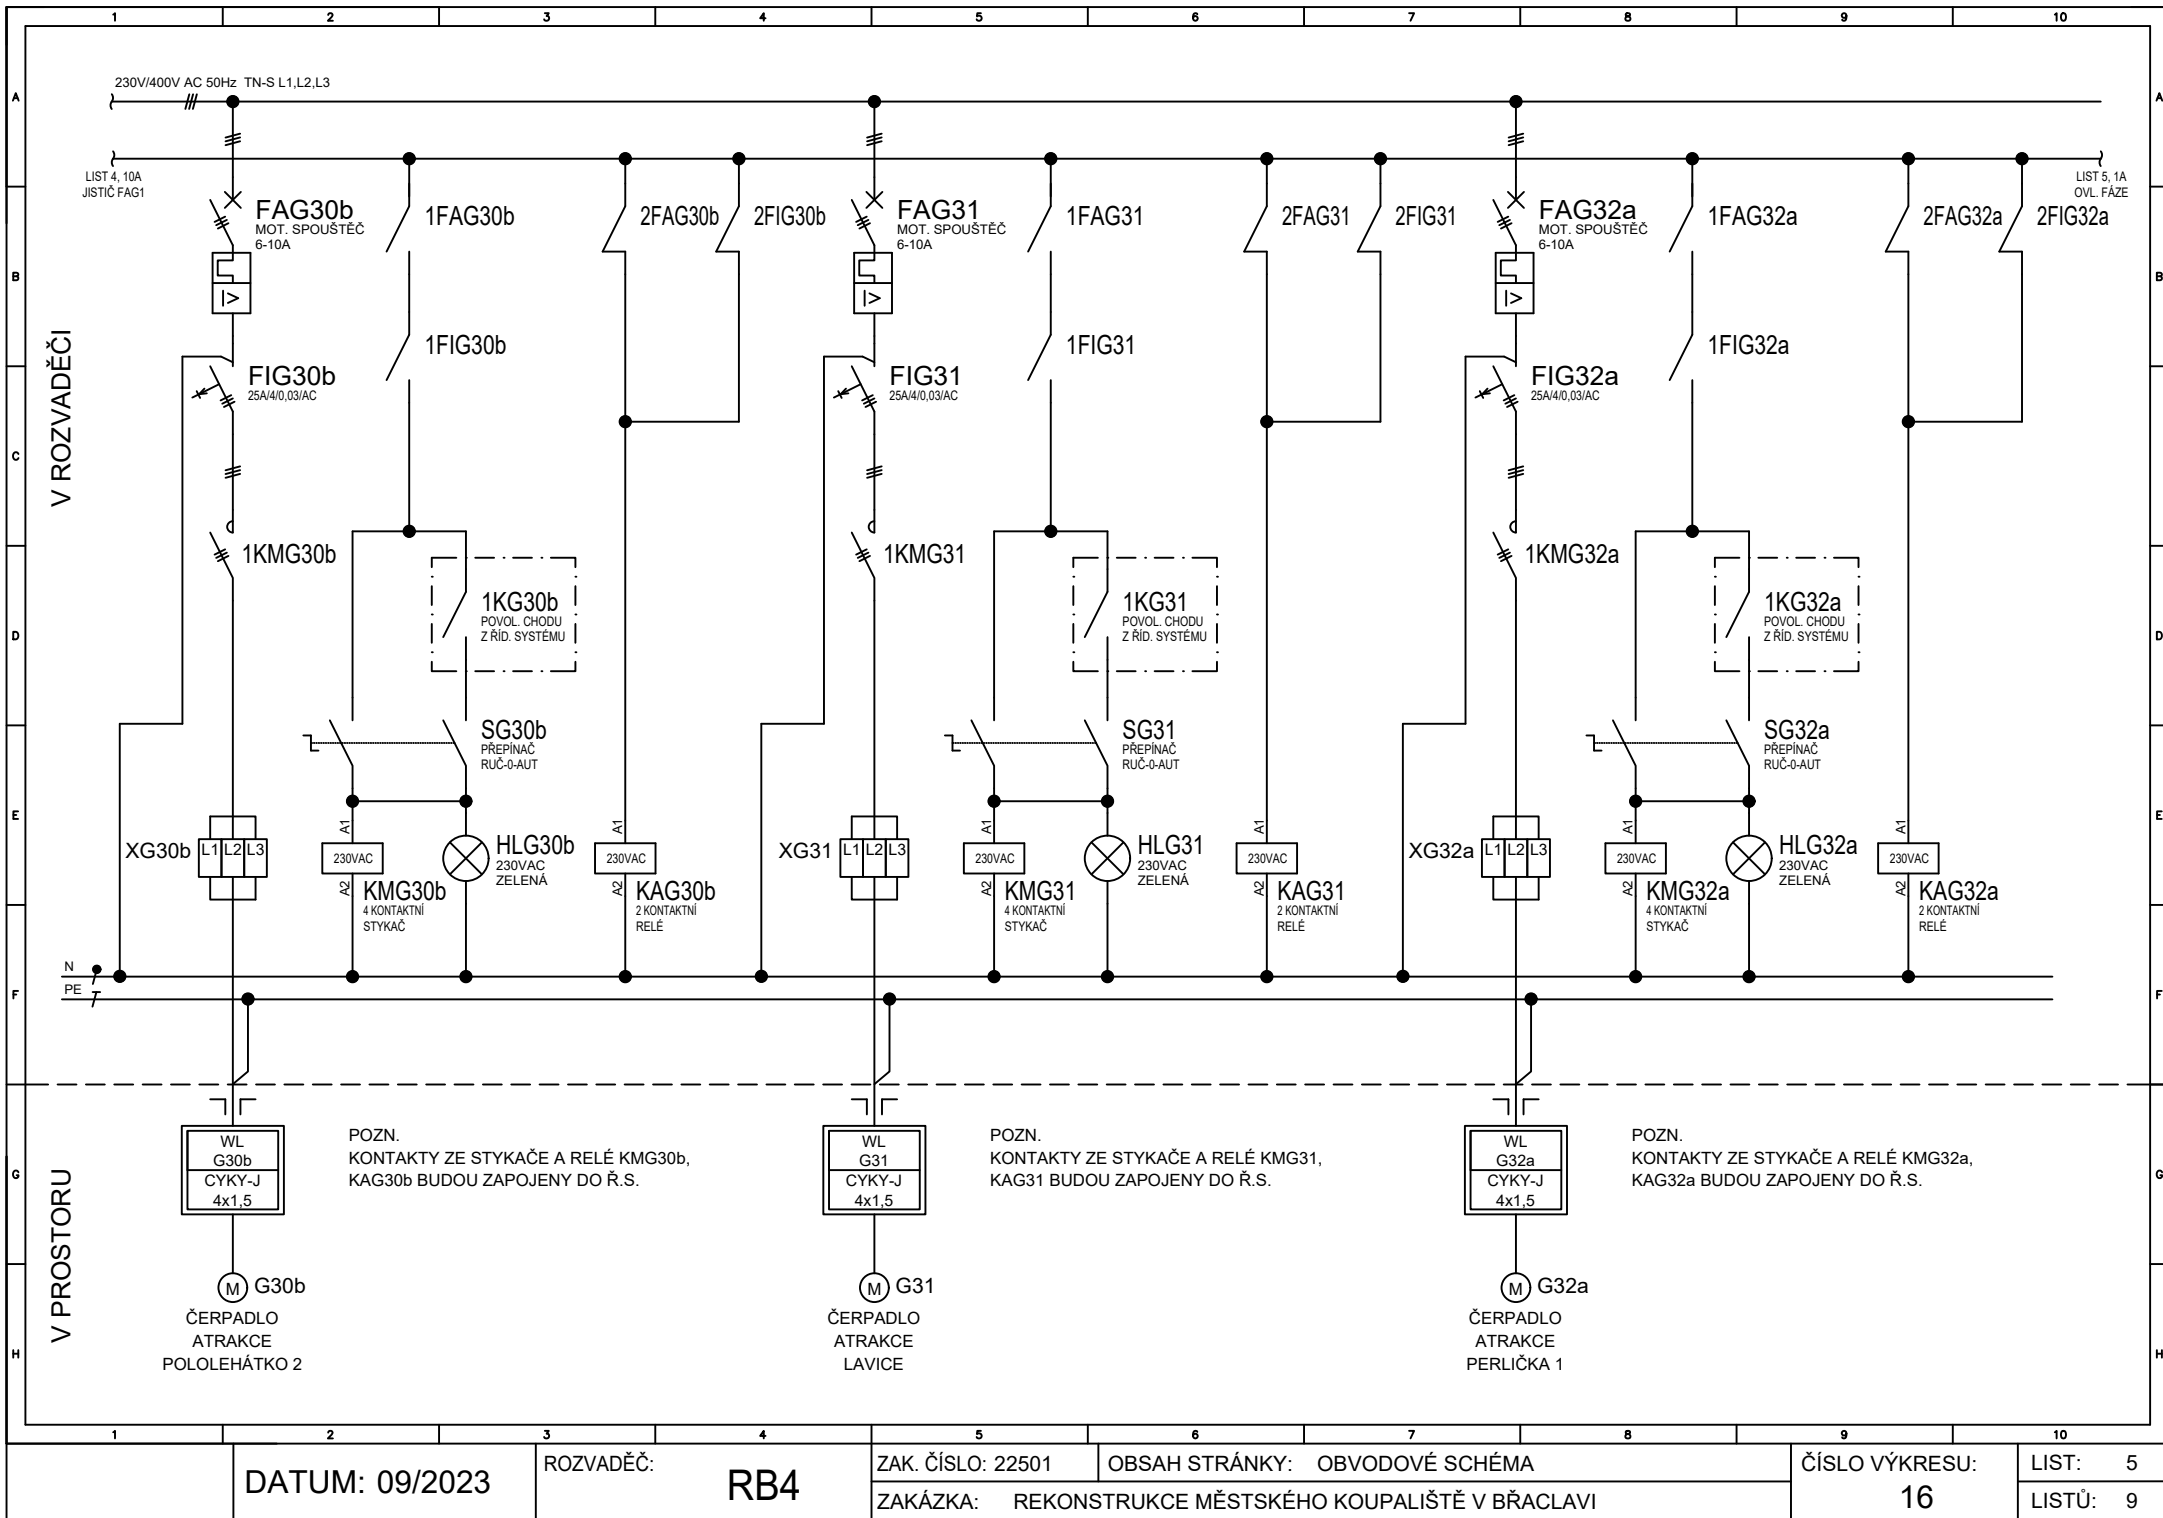 1 2 3 4 5 6 7 8 9 10
A A
B B
C C
D D
E E
F F
G G
H H
230V/400V AC 50Hz TN-S L1,L2,L3
LIST 4, 10A
JISTIČ FAG1
LIST 5, 1A
OVL. FÁZE
V ROZVADĚČI
FAG30b
MOT. SPOUŠTĚČ
6-10A
1FAG30b
2FAG30b
2FIG30b
1FIG30b
FIG30b
25A/4/0,03/AC
1KMG30b
1KG30b
POVOL. CHODU
Z ŘÍD. SYSTÉMU
SG30b
PŘEPÍNAČ
RUČ-0-AUT
XG30b
L1 L2 L3
A1
230VAC
A2
KMG30b
4 KONTAKTNÍ
STYKAČ
HLG30b
230VAC
ZELENÁ
A1
230VAC
A2
KAG30b
2 KONTAKTNÍ
RELÉ
FAG31
MOT. SPOUŠTĚČ
6-10A
1FAG31
2FAG31
2FIG31
1FIG31
FIG31
25A/4/0,03/AC
1KMG31
1KG31
POVOL. CHODU
Z ŘÍD. SYSTÉMU
SG31
PŘEPÍNAČ
RUČ-0-AUT
XG31
L1 L2 L3
A1
230VAC
A2
KMG31
4 KONTAKTNÍ
STYKAČ
HLG31
230VAC
ZELENÁ
A1
230VAC
A2
KAG31
2 KONTAKTNÍ
RELÉ
FAG32a
MOT. SPOUŠTĚČ
6-10A
1FAG32a
2FAG32a
2FIG32a
1FIG32a
FIG32a
25A/4/0,03/AC
1KMG32a
1KG32a
POVOL. CHODU
Z ŘÍD. SYSTÉMU
SG32a
PŘEPÍNAČ
RUČ-0-AUT
XG32a
L1 L2 L3
A1
230VAC
A2
KMG32a
4 KONTAKTNÍ
STYKAČ
HLG32a
230VAC
ZELENÁ
A1
230VAC
A2
KAG32a
2 KONTAKTNÍ
RELÉ
N
PE
V PROSTORU
WL
G30b
CYKY-J
4x1,5
POZN.
KONTAKTY ZE STYKAČE A RELÉ KMG30b,
KAG30b BUDOU ZAPOJENY DO Ř.S.
M G30b
ČERPADLO
ATRAKCE
POLOLEHÁTKO 2
WL
G31
CYKY-J
4x1,5
POZN.
KONTAKTY ZE STYKAČE A RELÉ KMG31,
KAG31 BUDOU ZAPOJENY DO Ř.S.
M G31
ČERPADLO
ATRAKCE
LAVICE
WL
G32a
CYKY-J
4x1,5
POZN.
KONTAKTY ZE STYKAČE A RELÉ KMG32a,
KAG32a BUDOU ZAPOJENY DO Ř.S.
M G32a
ČERPADLO
ATRAKCE
PERLIČKA 1
1 2 3 4 5 6 7 8 9 10
DATUM: 09/2023
ROZVADĚČ:
RB4
ZAK. ČÍSLO: 22501
OBSAH STRÁNKY: OBVODOVÉ SCHÉMA
ZAKÁZKA: REKONSTRUKCE MĚSTSKÉHO KOUPALIŠTĚ V BŘACLAVI
ČÍSLO VÝKRESU:
16
LIST: 5
LISTŮ: 9